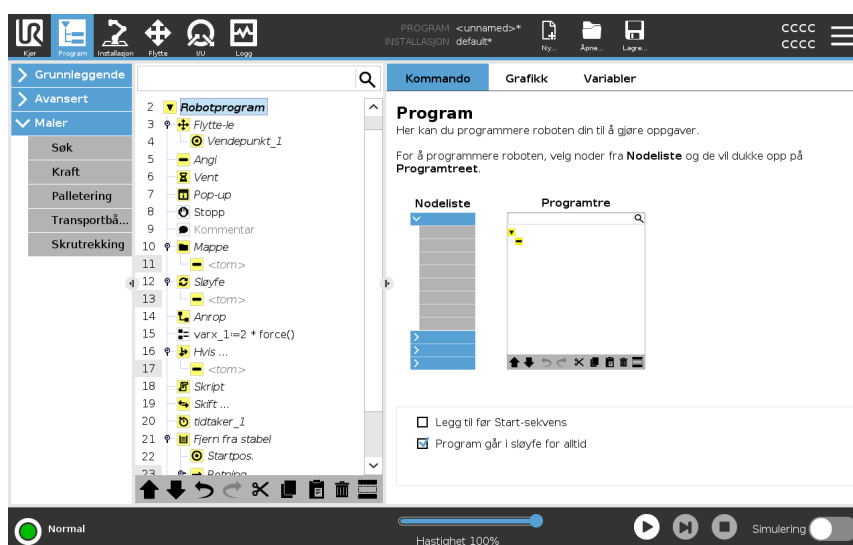 UR
Kjør
Program
Installasjon
Flytte
I/U
Logg
PROGRAM <unnamed>*
INSTALLASJON default*
Ny...
Åpne...
Lagre...
CCCC
CCCC
Grunnleggende
Avansert
Maler
Søk
Kraft
Palletering
Transportbå...
Skrutrekking
2 Robotprogram
3 Flytte-le
4 Vendepunkt_1
5 Angi
6 Vent
7 Pop-up
8 Stopp
9 Kommentar
10 Mappe
11 <tom>
12 Sløyfe
13 <tom>
14 Anrop
15 varx_1:=2 * force()
16 Hvis ...
17 <tom>
18 Skript
19 Skift ...
20 tidtaker_1
21 Fjern fra stabel
22 Startpos.
23 Retning
Kommando
Grafikk
Variabler
Program
Her kan du programmere roboten din til å gjøre oppgaver.
For å programmere roboten, velg noder fra Nodeliste og de vil dukke opp på
Programtreet.
Nodeliste
Programtre
Legg til før Start-sekvens
Program går i sløyfe for alltid
Normal
Hastighet 100%
Simulering